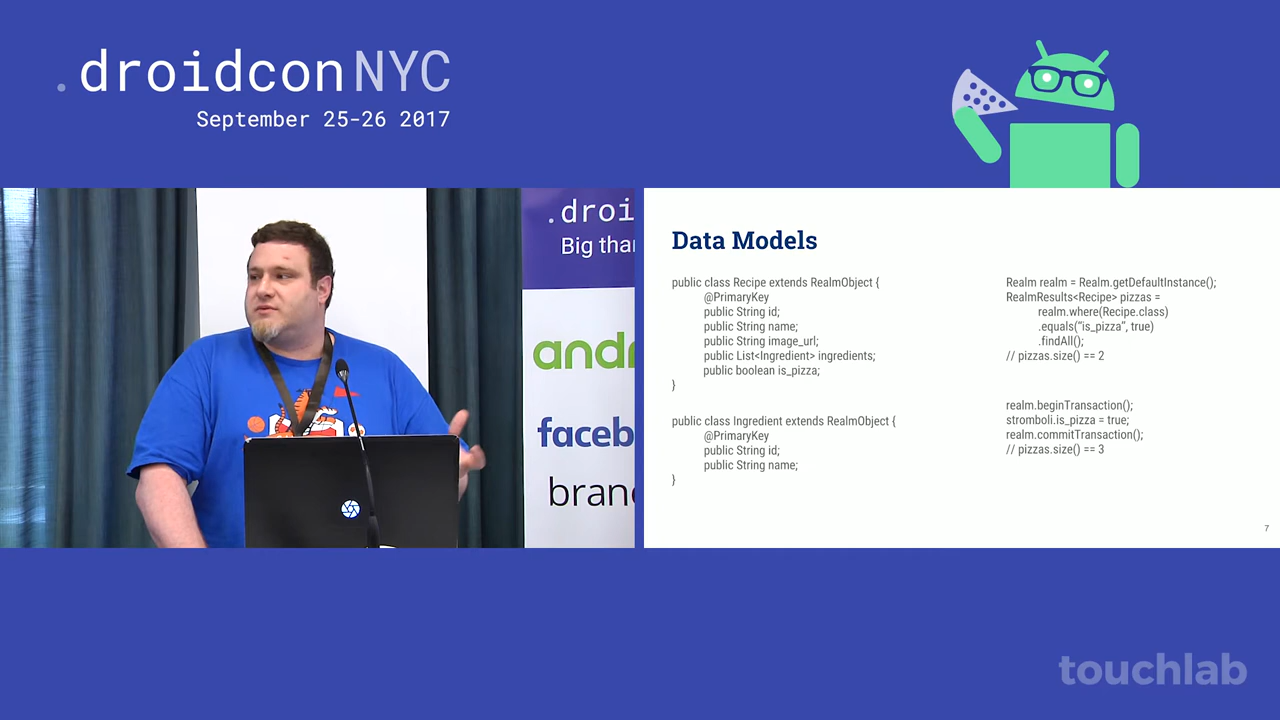 .droidcon NYC
September 25-26 2017
.droi
Big than
andr
faceb
brand
Data Models
public class Recipe extends RealmObject {
@PrimaryKey
public String id;
public String name;
public String image_url;
public List<Ingredient> ingredients;
public boolean is_pizza;
}
public class Ingredient extends RealmObject {
@PrimaryKey
public String id;
public String name;
}
Realm realm = Realm.getDefaultInstance();
RealmResults<Recipe> pizzas =
realm.where(Recipe.class)
.equals(“is_pizza”, true)
.findAll();
// pizzas.size() == 2
realm.beginTransaction();
stromboli.is_pizza = true;
realm.commitTransaction();
// pizzas.size() == 3
7
touchlab